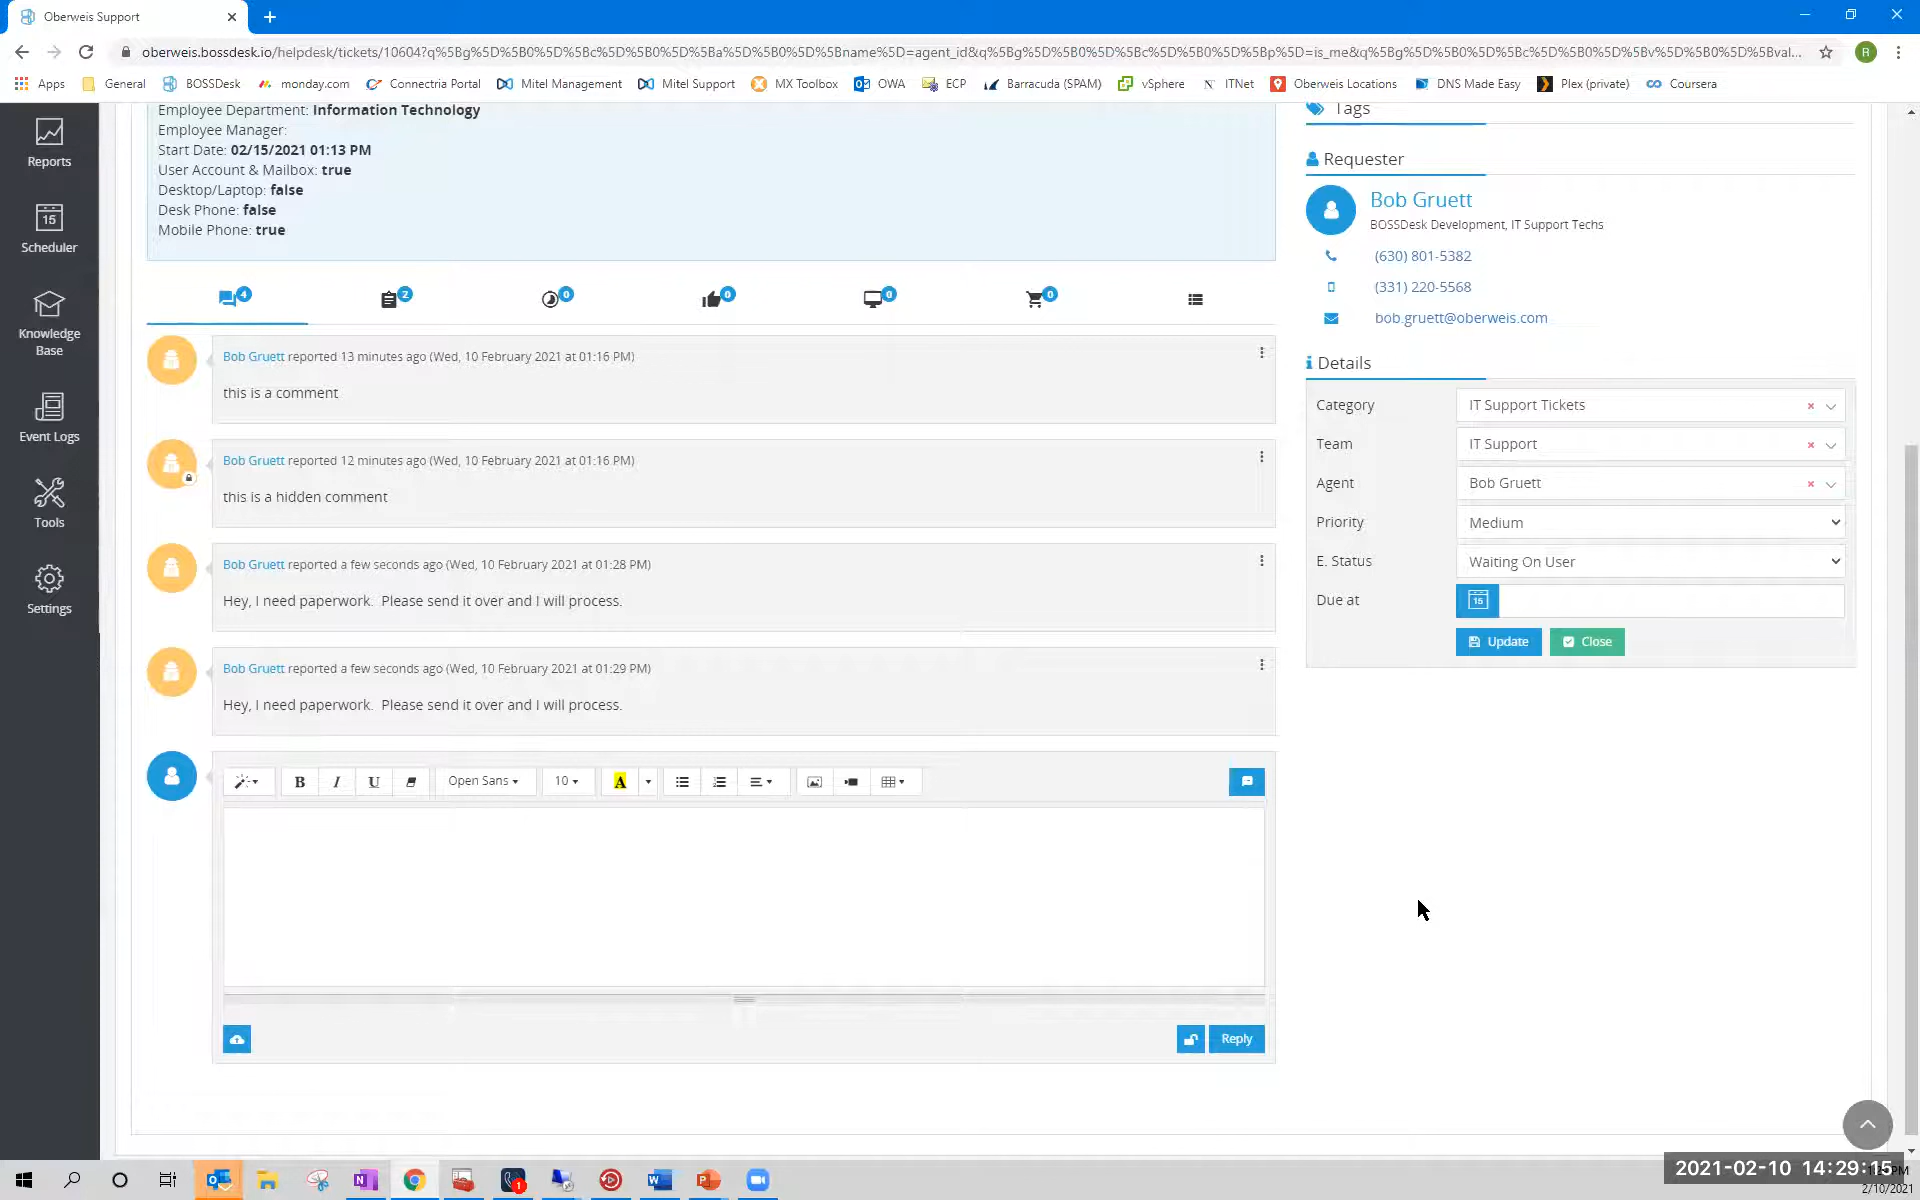 Oberweis Support
oberweis.bossdesk.io/helpdesk/tickets/10604?q%5Bg%5D%5B0%5D%5Bc%5D%5B0%5D%5Ba%5D%5B0%5D%5Bname%5D=agent_id&q%5Bg%5D%5B0%5D%5Bc%5D%5B0%5D%5Bp%5D=is_me&q%5Bg%5D%5B0%5D%5Bc%5D%5B0%5D%5Bv%5D%5B0%5D%5Bval...
R
Apps General BOSSDesk monday.com Connectria Portal Mitel Management Mitel Support MX Toolbox OWA ECP Barracuda (SPAM) vSphere ITNet Oberweis Locations DNS Made Easy Plex (private) Coursera
Reports
15
Scheduler
Knowledge
Base
Event Logs
Tools
Settings
Employee Department: Information Technology
Employee Manager:
Start Date: 02/15/2021 01:13 PM
User Account & Mailbox: true
Desktop/Laptop: false
Desk Phone: false
Mobile Phone: true
4 2 0 0 0 0
Bob Gruett reported 13 minutes ago (Wed, 10 February 2021 at 01:16 PM)
this is a comment
Bob Gruett reported 12 minutes ago (Wed, 10 February 2021 at 01:16 PM)
this is a hidden comment
Bob Gruett reported a few seconds ago (Wed, 10 February 2021 at 01:28 PM)
Hey, I need paperwork. Please send it over and I will process.
Bob Gruett reported a few seconds ago (Wed, 10 February 2021 at 01:29 PM)
Hey, I need paperwork. Please send it over and I will process.
B I U Open Sans 10 A
Reply
Tags
Requester
Bob Gruett
BOSSDesk Development, IT Support Techs
(630) 801-5382
(331) 220-5568
bob.gruett@oberweis.com
Details
Category IT Support Tickets
Team IT Support
Agent Bob Gruett
Priority Medium
E. Status Waiting On User
Due at 15
Update Close
1
2021-02-10 14:29:15
2/10/2021